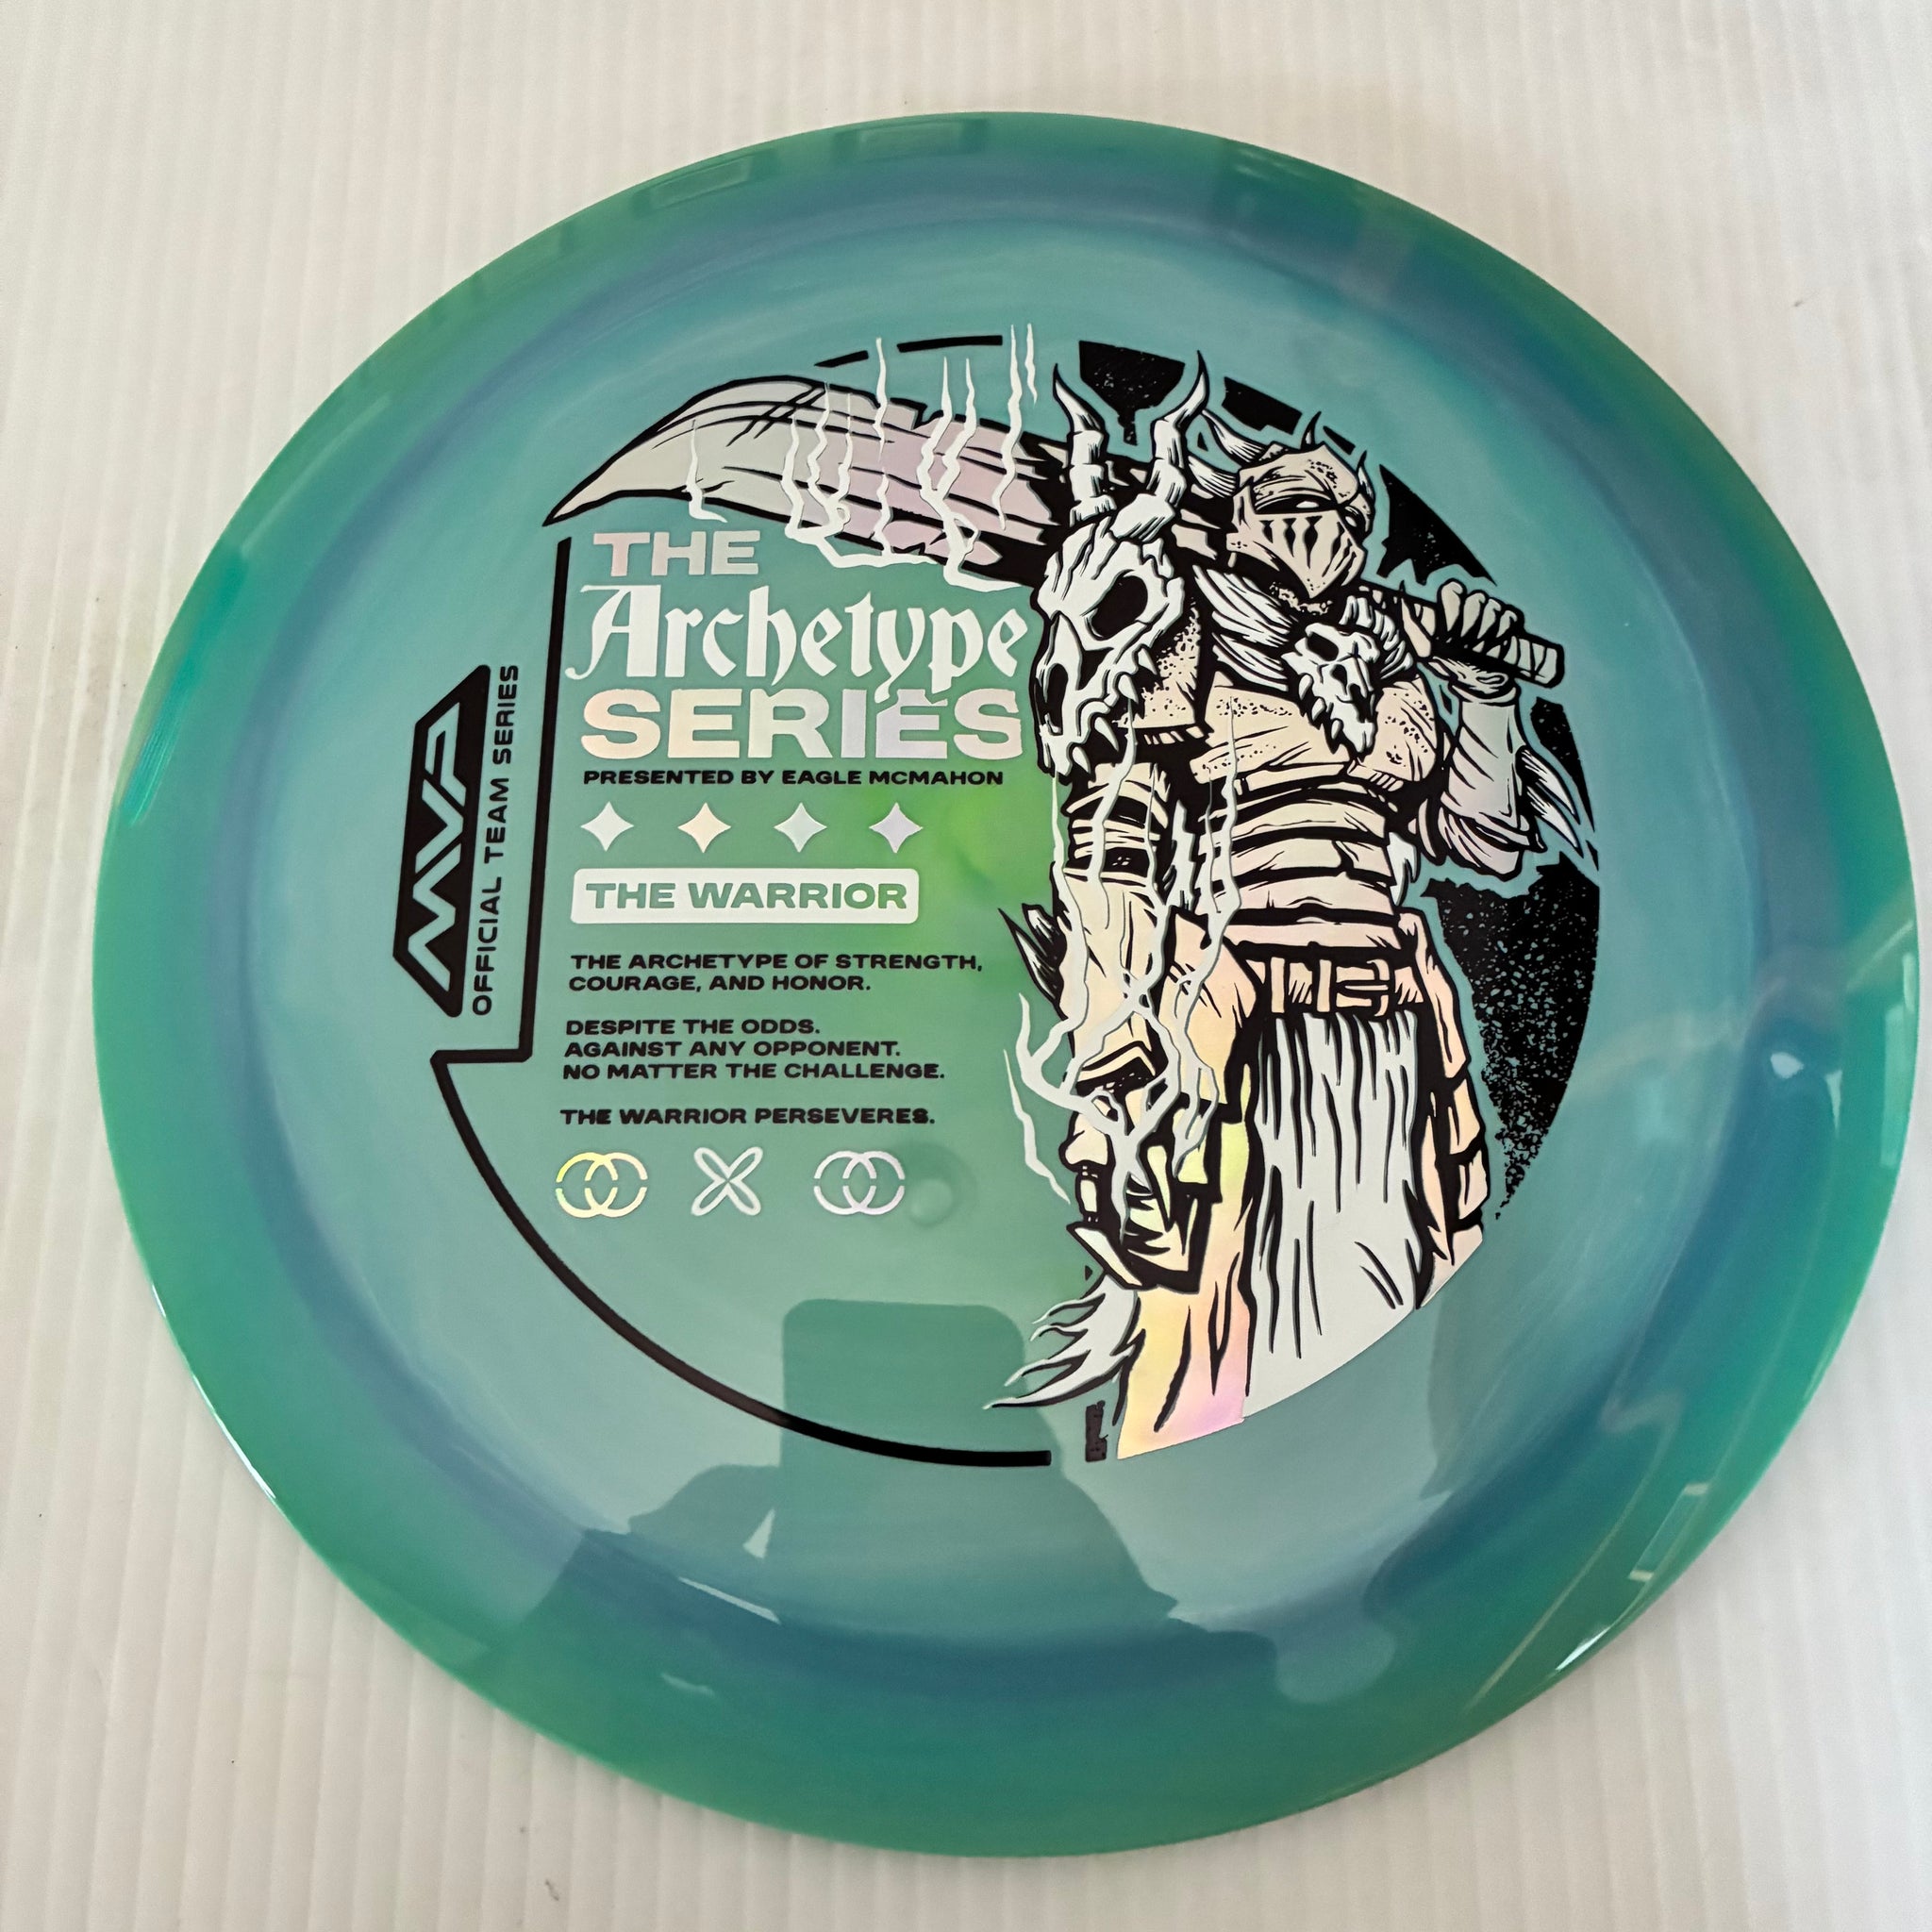 THE
Archetype
SERIES
PRESENTED BY EAGLE MCMAHON
THE WARRIOR
THE ARCHETYPE OF STRENGTH,
COURAGE, AND HONOR.
DESPITE THE ODDS.
AGAINST ANY OPPONENT.
NO MATTER THE CHALLENGE.
THE WARRIOR PERSEVERES.
MVP
OFFICIAL TEAM SERIES